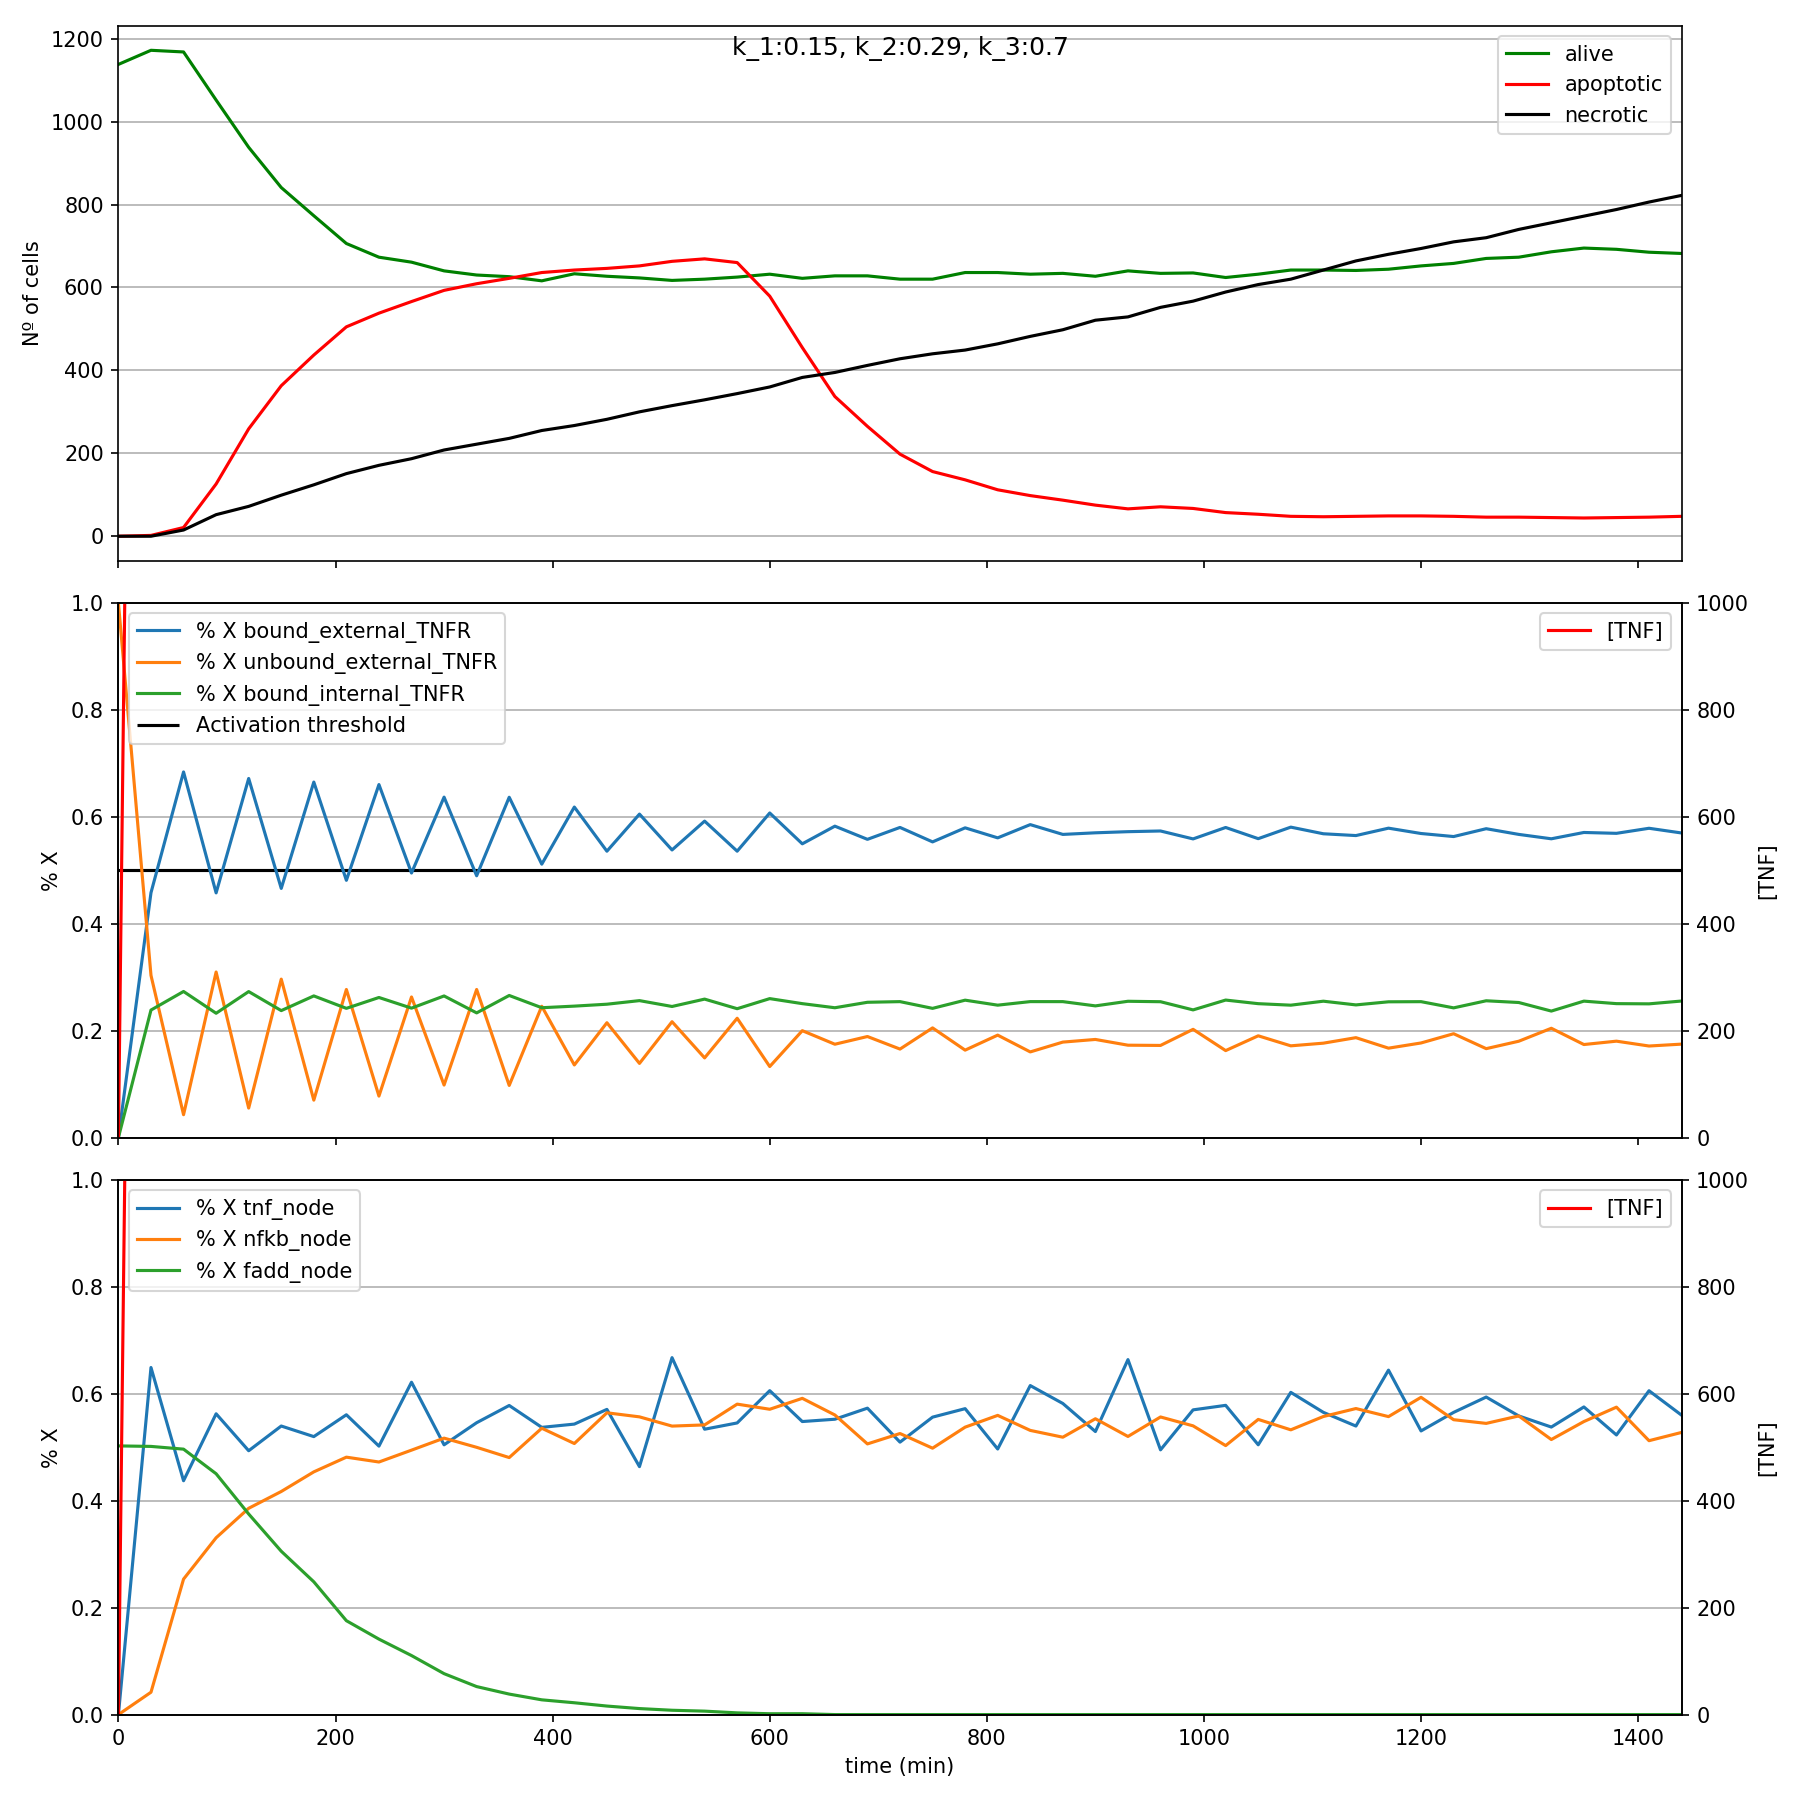 k_1:0.15, k_2:0.29, k_3:0.7
1200
1000
800
600
400
200
0
Nº of cells
alive
apoptotic
necrotic
1.0
0.8
0.6
0.4
0.2
0.0
% X
% X bound_external_TNFR
% X unbound_external_TNFR
% X bound_internal_TNFR
Activation threshold
[TNF]
1000
800
600
400
200
0
[TNF]
1.0
0.8
0.6
0.4
0.2
0.0
% X
% X tnf_node
% X nfkb_node
% X fadd_node
[TNF]
1000
800
600
400
200
0
[TNF]
0 200 400 600 800 1000 1200 1400
time (min)